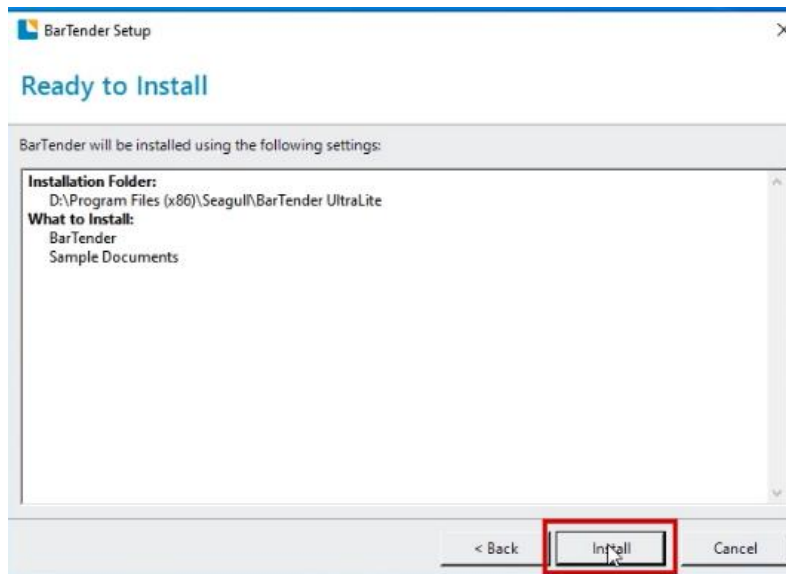 BarTender Setup
Ready to Install
BarTender will be installed using the following settings:
Installation Folder:
D:\Program Files (x86)\Seagull\BarTender UltraLite
What to Install:
BarTender
Sample Documents
< Back Install Cancel